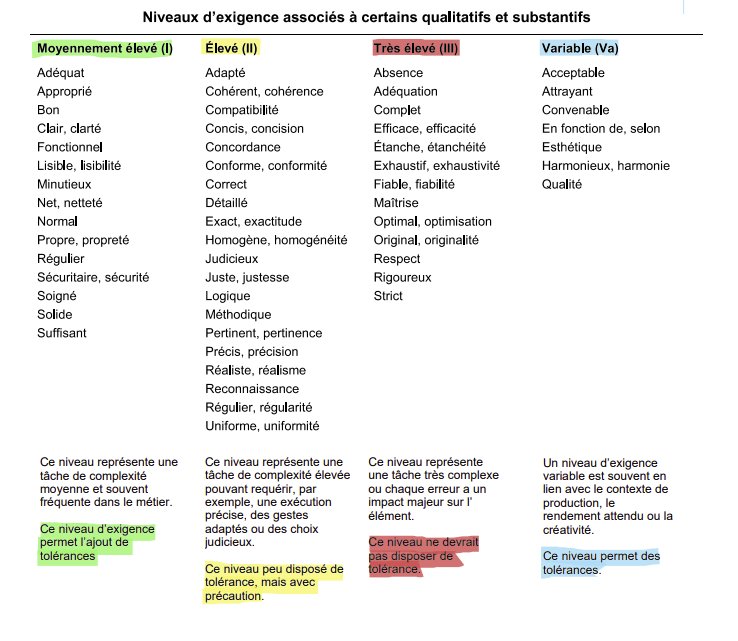 Niveaux d’exigence associés à certains qualitatifs et substantifs
Moyennement élevé (I)
Adéquat
Approprié
Bon
Clair, clarté
Fonctionnel
Lisible, lisibilité
Minutieux
Net, netteté
Normal
Propre, propreté
Régulier
Sécuritaire, sécurité
Soigné
Solide
Suffisant
Ce niveau représente une
tâche de complexité
moyenne et souvent
fréquente dans le métier.
Ce niveau d’exigence
permet l’ajout de
tolérances
Élevé (II)
Adapté
Cohérent, cohérence
Compatibilité
Concis, concision
Concordance
Conforme, conformité
Correct
Détaillé
Exact, exactitude
Homogène, homogénéité
Judicieux
Juste, justesse
Logique
Méthodique
Pertinent, pertinence
Précis, précision
Réaliste, réalisme
Reconnaissance
Régulier, régularité
Uniforme, uniformité
Ce niveau représente une
tâche de complexité élevée
pouvant requérir, par
exemple, une exécution
précise, des gestes
adaptés ou des choix
judicieux.
Ce niveau peu disposé de
tolérance, mais avec
précaution.
Très élevé (III)
Absence
Adéquation
Complet
Efficace, efficacité
Étanche, étanchéité
Exhaustif, exhaustivité
Fiable, fiabilité
Maîtrise
Optimal, optimisation
Original, originalité
Respect
Rigoureux
Strict
Ce niveau représente
une tâche très complexe
ou chaque erreur a un
impact majeur sur l’
élément.
Ce niveau ne devrait
pas disposer de
tolérance.
Variable (Va)
Acceptable
Attrayant
Convenable
En fonction de, selon
Esthétique
Harmonieux, harmonie
Qualité
Un niveau d’exigence
variable est souvent en
lien avec le contexte de
production, le
rendement attendu ou la
créativité.
Ce niveau permet des
tolérances.